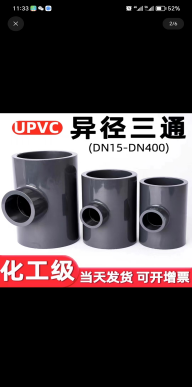 11:33
52%
2/6
UPVC 异径三通
(DN15-DN400)
化工级 当天发货 可开增票